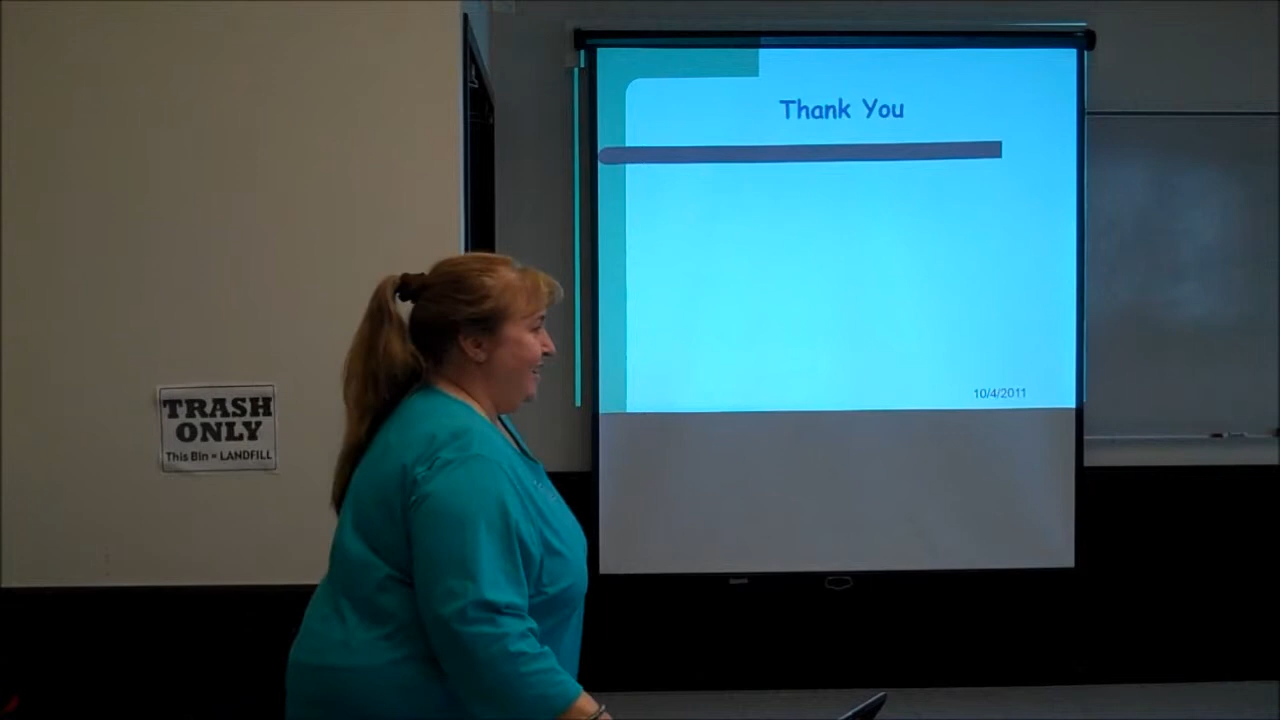 Thank You
10/4/2011
TRASH
ONLY
This Bin = LANDFILL